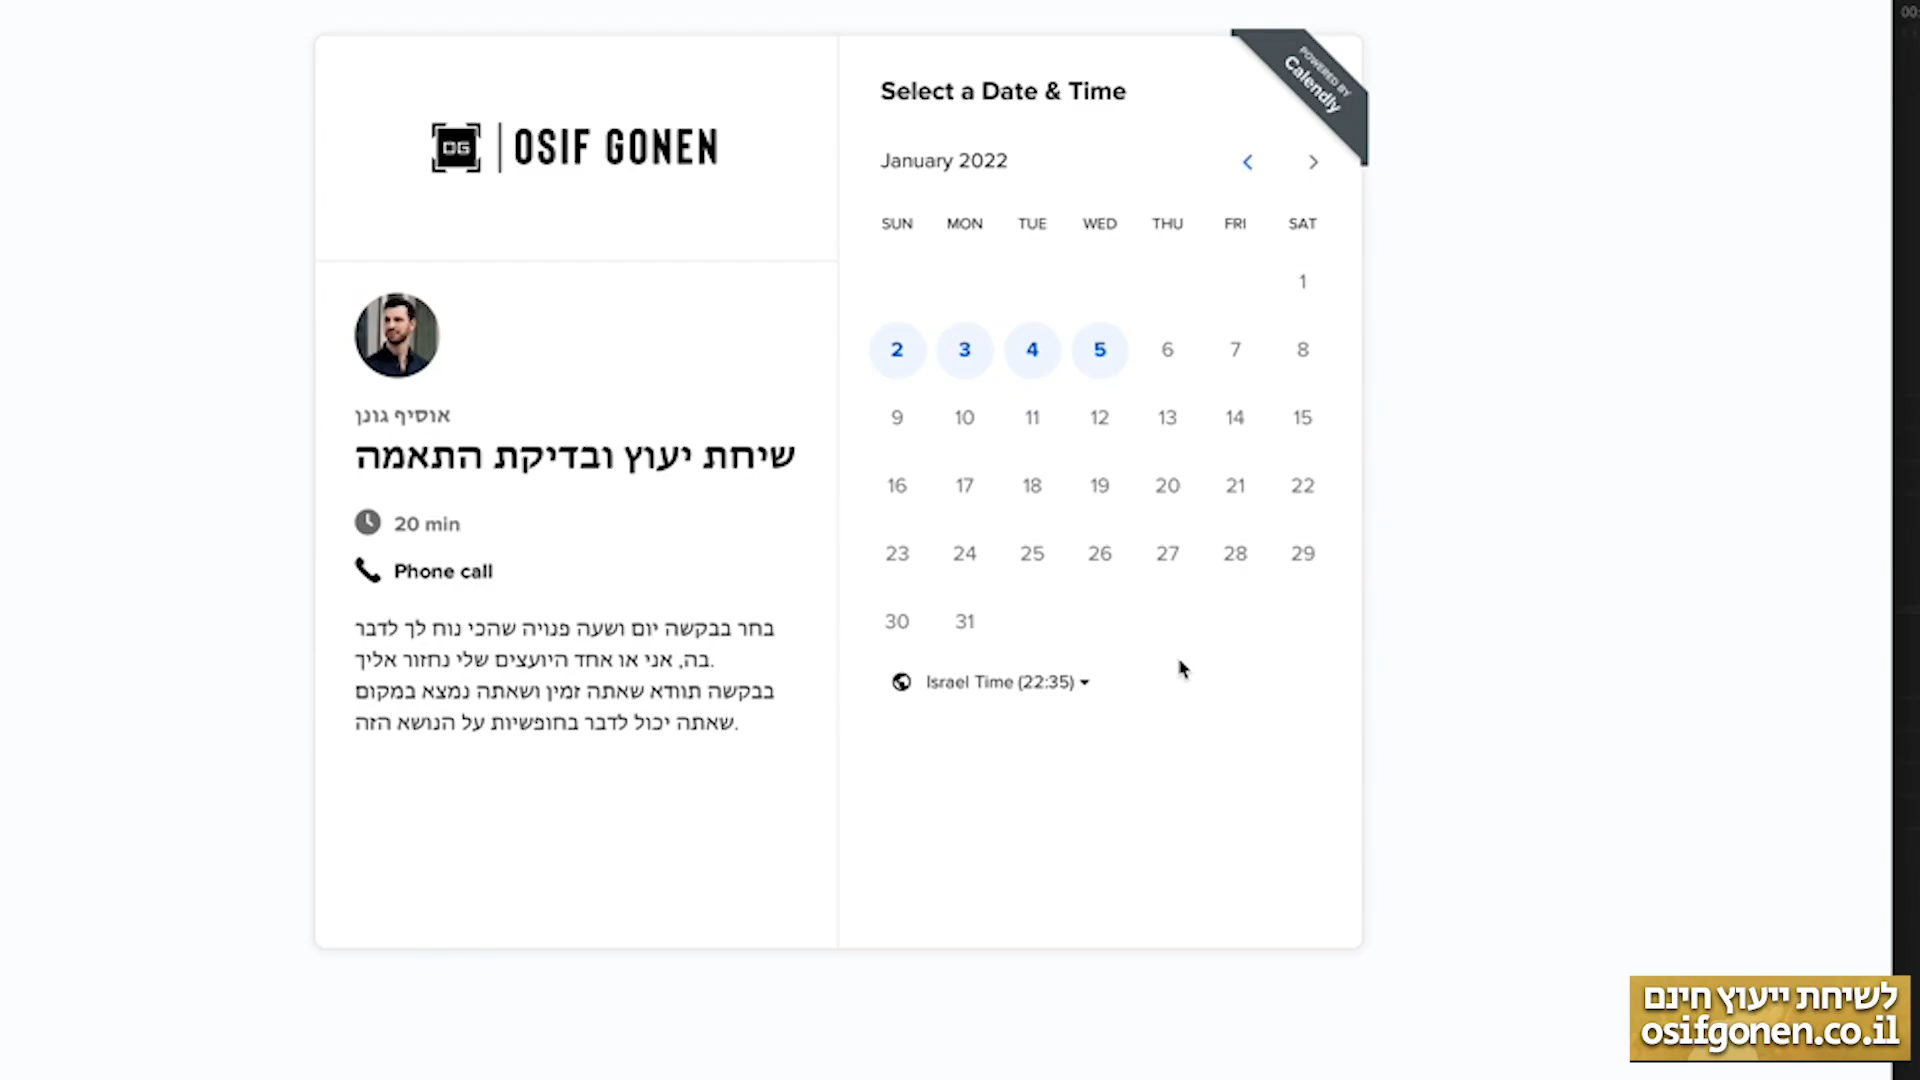 OG | OSIF GONEN
אוסיף גונן
שיחת יעוץ ובדיקת התאמה
20 min
Phone call
בחר בבקשה יום ושעה פנויה שהכי נוח לך לדבר
בה, אני או אחד היועצים שלי נחזור אליך.
בבקשה תוודא שאתה זמין ושאתה נמצא במקום
שאתה יכול לדבר בחופשיות על הנושא הזה.
Select a Date & Time
POWERED BY
Calendly
January 2022
SUN MON TUE WED THU FRI SAT
1
2 3 4 5 6 7 8
9 10 11 12 13 14 15
16 17 18 19 20 21 22
23 24 25 26 27 28 29
30 31
Israel Time (22:35)
00:
לשיחת ייעוץ חינם
osifgonen.co.il